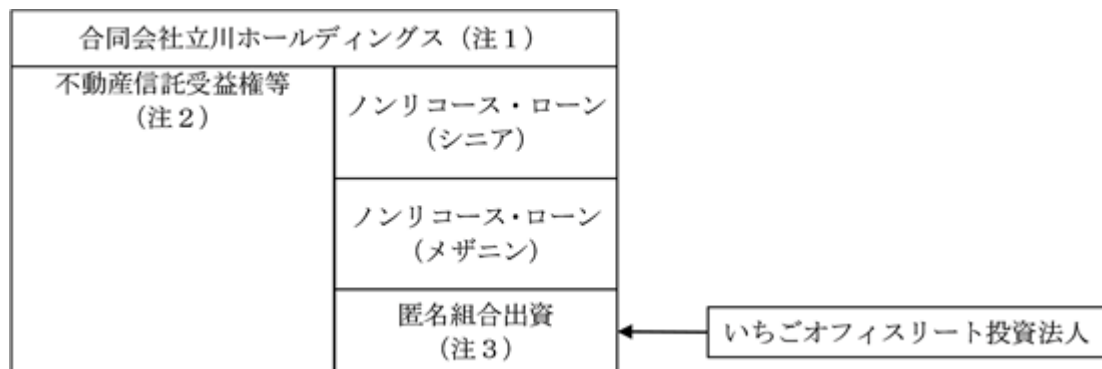 合同会社立川ホールディングス（注１）
不動産信託受益権等
（注２）
ノンリコース・ローン
（シニア）
ノンリコース・ローン
（メザニン）
匿名組合出資
（注３）
いちごオフィスリート投資法人